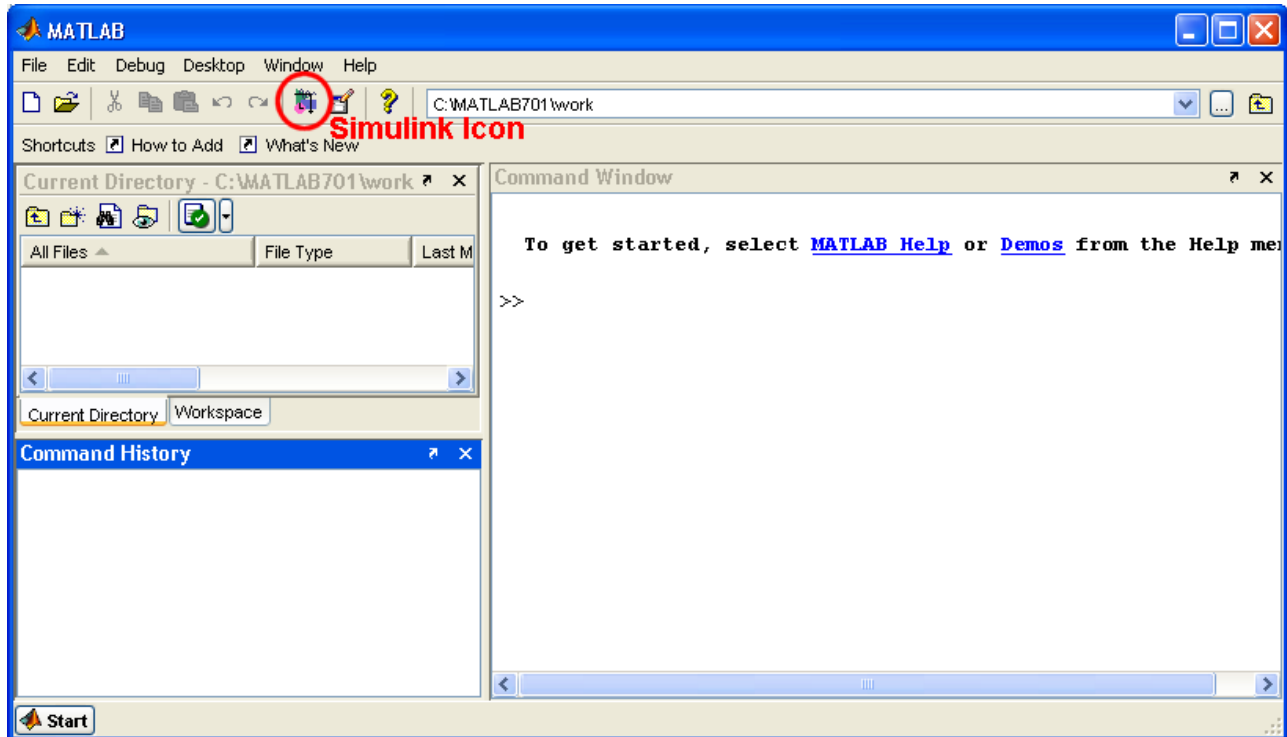 MATLAB
File Edit Debug Desktop Window Help
C:\MATLAB701\work
Simulink Icon
Shortcuts How to Add What's New
Current Directory - C:\MATLAB701\work
All Files File Type Last M
Current Directory Workspace
Command History
Command Window
To get started, select MATLAB Help or Demos from the Help me
>>
Start